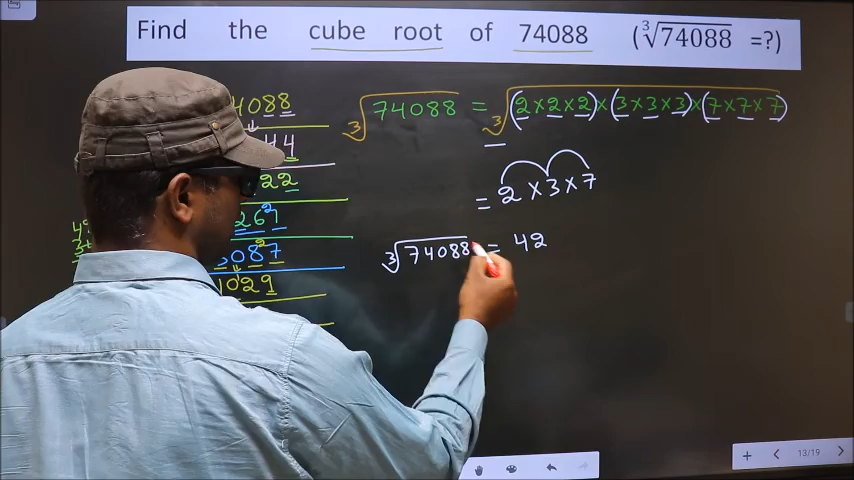 Find the cube root of 74088 (∛74088 =?)
4088
∛74088 = ∛(2×2×2)×(3×3×3)×(7×7×7)
44
22
= 2×3×7
267
∛74088 = 42
3087
1029
13/19